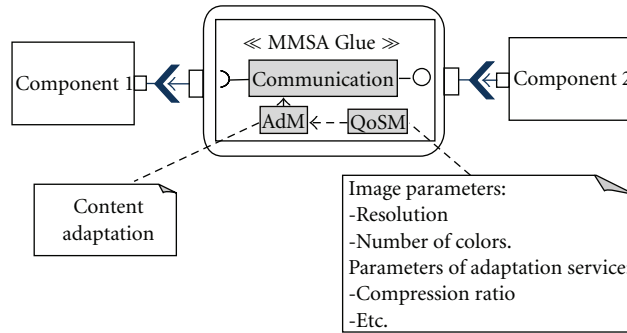 ≪ MMSA Glue ≫
Component 1
Communication
Component 2
AdM
QoSM
Content
adaptation
Image parameters:
-Resolution
-Number of colors.
Parameters of adaptation service
-Compression ratio
-Etc.